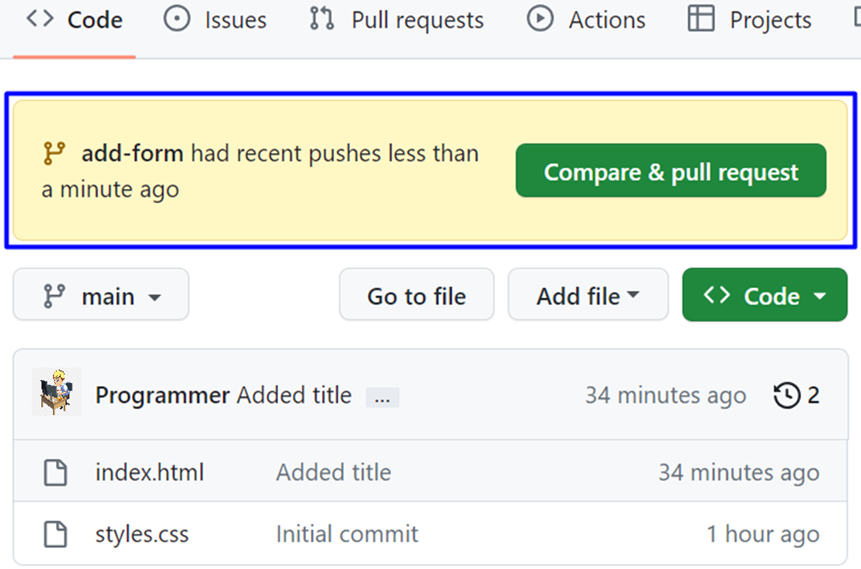 Code Issues Pull requests Actions Projects
add-form had recent pushes less than
a minute ago
Compare & pull request
main Go to file Add file Code
Programmer Added title ... 34 minutes ago 2
index.html Added title 34 minutes ago
styles.css Initial commit 1 hour ago